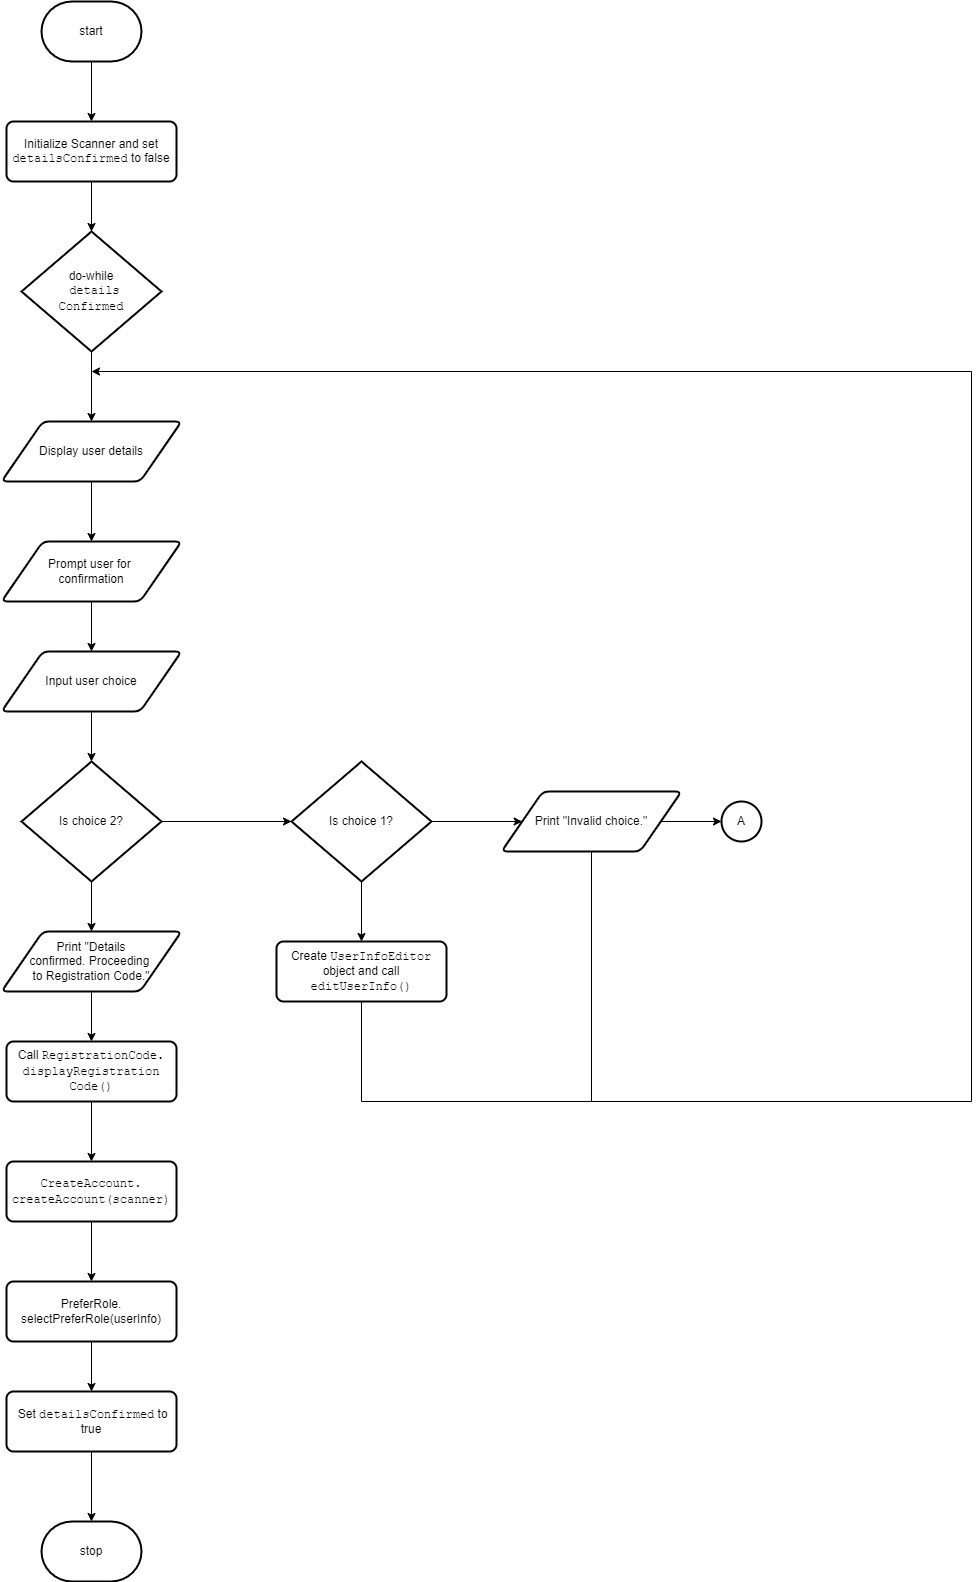 start
Initialize Scanner and set
detailsConfirmed to false
do-while
details
Confirmed
Display user details
Prompt user for
confirmation
Input user choice
Is choice 2?
Is choice 1?
Print "Invalid choice."
A
Print "Details
confirmed. Proceeding
to Registration Code."
Create UserInfoEditor
object and call
editUserInfo()
Call RegistrationCode.
displayRegistration
Code()
CreateAccount.
createAccount(scanner)
PreferRole.
selectPreferRole(userInfo)
Set detailsConfirmed to
true
stop